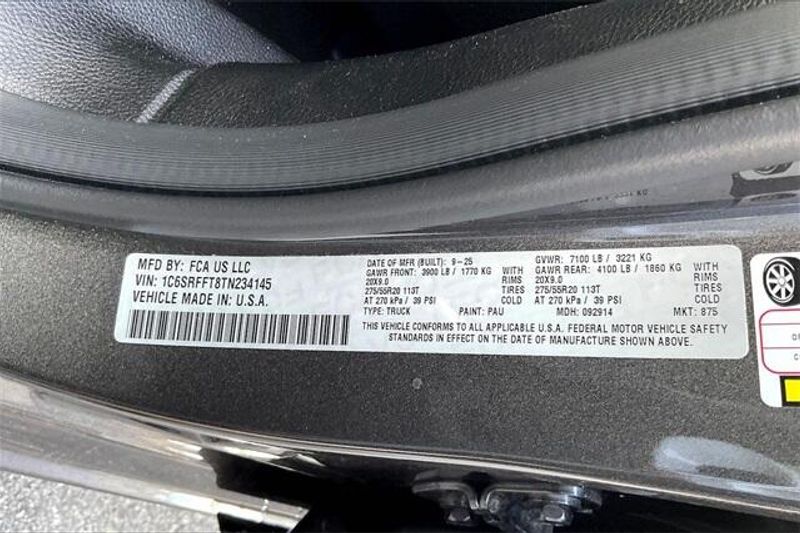 MFD BY: FCA US LLC
VIN: 1C6SRFFT8TN234145
VEHICLE MADE IN U.S.A.
DATE OF MFR (BUILT): 9-25
GVWR: 7100 LB / 3221 KG
GAWR FRONT: 3900 LB / 1770 KG
GAWR REAR: 4100 LB / 1860 KG
20X9.0 TIRES 20X9.0 TIRES
275/55R20 113T 275/55R20 113T
AT 270 kPa / 39 PSI COLD AT 270 kPa / 39 PSI COLD
TYPE: TRUCK PAINT: PAU MDH: 092914 MKT: 875
THIS VEHICLE CONFORMS TO ALL APPLICABLE U.S.A. FEDERAL MOTOR VEHICLE SAFETY
STANDARDS IN EFFECT ON THE DATE OF MANUFACTURE SHOWN ABOVE.